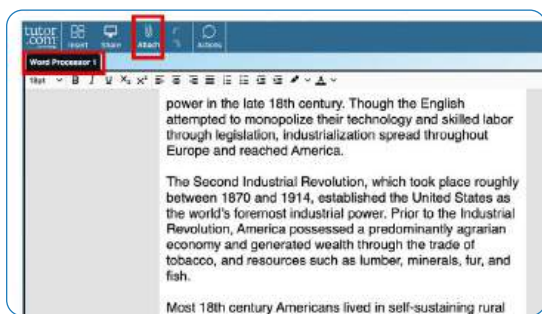 tutor
.com
Insert Share Attach Actions
Word Processor 1
18pt B I U X₂ X² A
power in the late 18th century. Though the English
attempted to monopolize their technology and skilled labor
through legislation, industrialization spread throughout
Europe and reached America.
The Second Industrial Revolution, which took place roughly
between 1870 and 1914, established the United States as
the world's foremost industrial power. Prior to the Industrial
Revolution, America possessed a predominantly agrarian
economy and generated wealth through the trade of
tobacco, and resources such as lumber, minerals, fur, and
fish.
Most 18th century Americans lived in self-sustaining rural